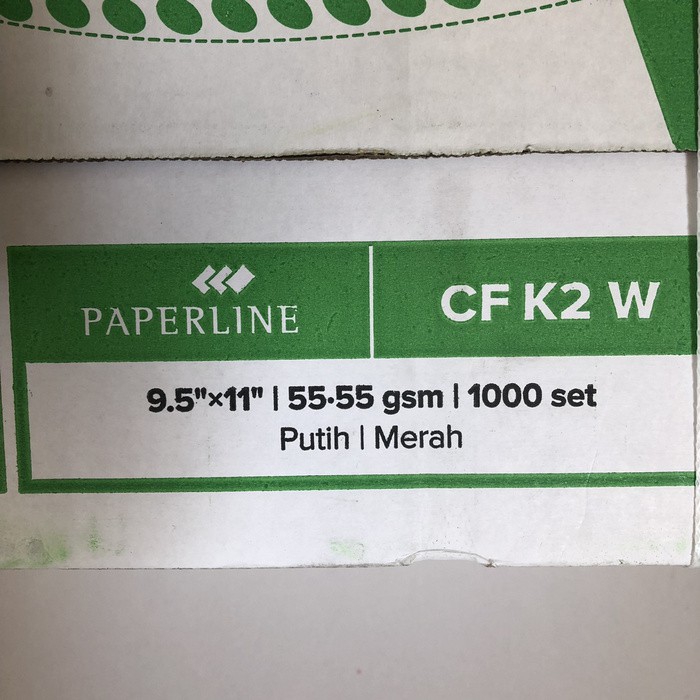 PAPERLINE
CF K2 W
9.5"×11" | 55-55 gsm | 1000 set
Putih | Merah